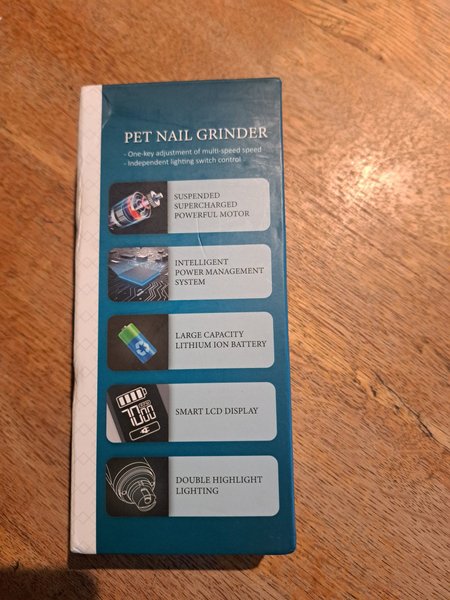 PET NAIL GRINDER
- One-key adjustment of multi-speed speed
- Independent lighting switch control
SUSPENDED
SUPERCHARGED
POWERFUL MOTOR
INTELLIGENT
POWER MANAGEMENT
SYSTEM
LARGE CAPACITY
LITHIUM ION BATTERY
7000
SMART LCD DISPLAY
DOUBLE HIGHLIGHT
LIGHTING